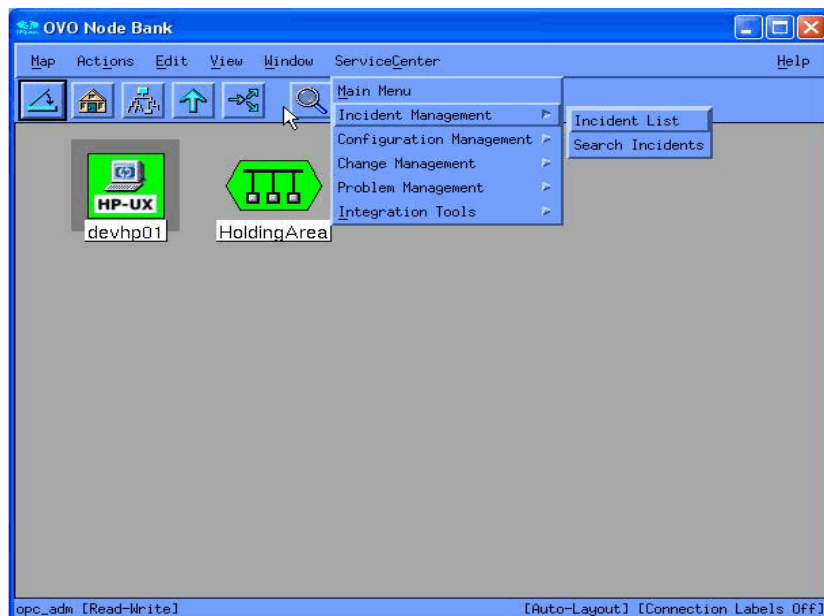 OVO Node Bank
Map Actions Edit View Window ServiceCenter Help
Main Menu
Incident Management
Incident List
Configuration Management
Search Incidents
Change Management
Problem Management
Integration Tools
hp
HP-UX
devhp01
HoldingArea
opc_adm [Read-Write] [Auto-Layout] [Connection Labels Off]